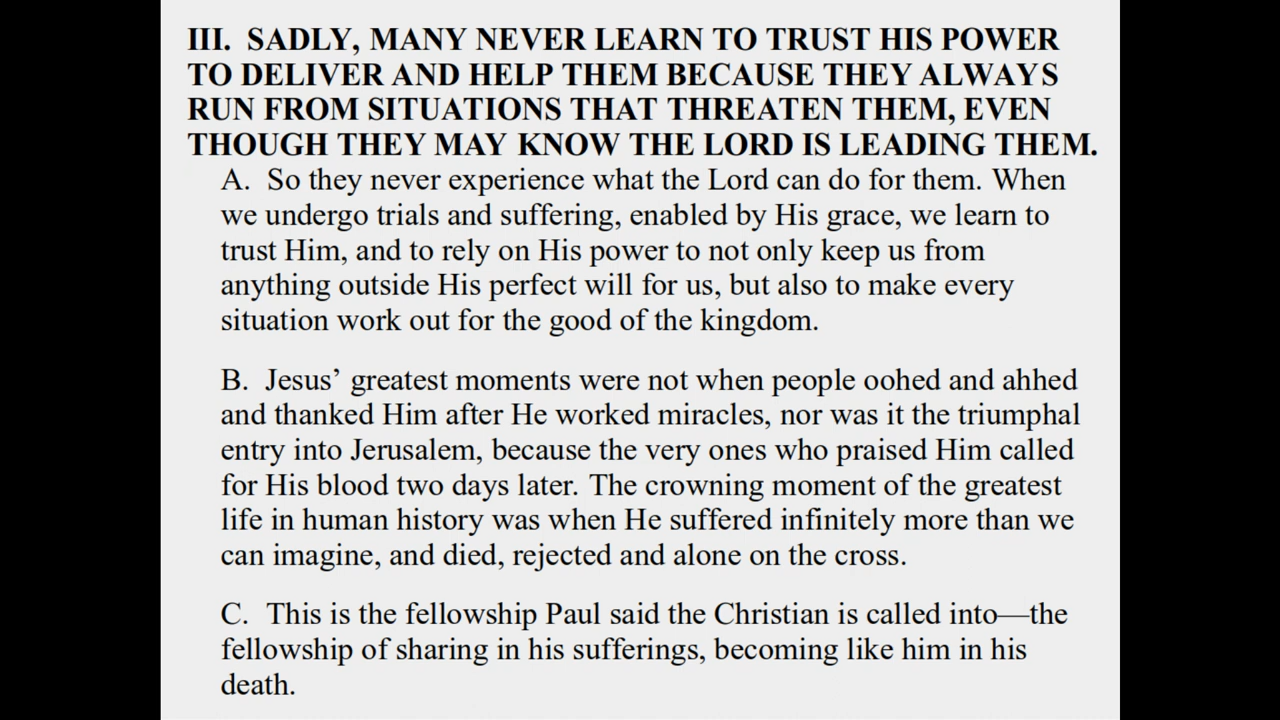 III. SADLY, MANY NEVER LEARN TO TRUST HIS POWER
TO DELIVER AND HELP THEM BECAUSE THEY ALWAYS
RUN FROM SITUATIONS THAT THREATEN THEM, EVEN
THOUGH THEY MAY KNOW THE LORD IS LEADING THEM.
A. So they never experience what the Lord can do for them. When
we undergo trials and suffering, enabled by His grace, we learn to
trust Him, and to rely on His power to not only keep us from
anything outside His perfect will for us, but also to make every
situation work out for the good of the kingdom.
B. Jesus’ greatest moments were not when people oohed and ahhed
and thanked Him after He worked miracles, nor was it the triumphal
entry into Jerusalem, because the very ones who praised Him called
for His blood two days later. The crowning moment of the greatest
life in human history was when He suffered infinitely more than we
can imagine, and died, rejected and alone on the cross.
C. This is the fellowship Paul said the Christian is called into—the
fellowship of sharing in his sufferings, becoming like him in his
death.